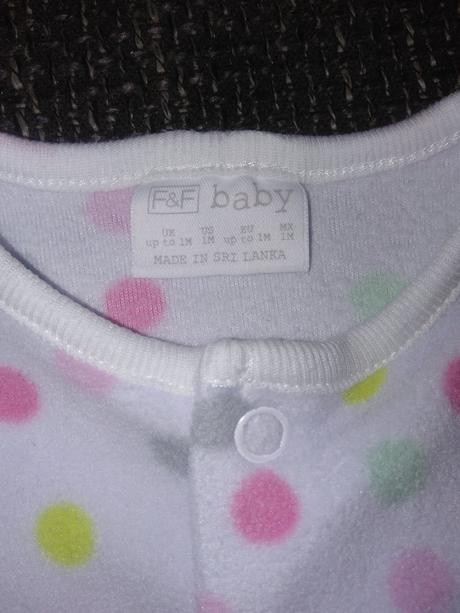 F&F baby
UK US EU MX
up to 1M 1M up to 1M 1M
MADE IN SRI LANKA